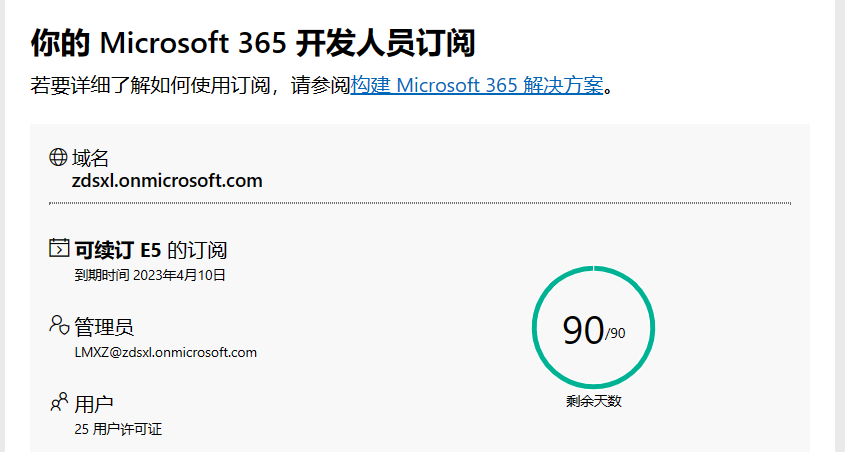 你的 Microsoft 365 开发人员订阅
若要详细了解如何使用订阅，请参阅构建 Microsoft 365 解决方案。
域名
zdsxl.onmicrosoft.com
可续订 E5 的订阅
到期时间 2023年4月10日
管理员
LMXZ@zdsxl.onmicrosoft.com
用户
25 用户许可证
90/90
剩余天数